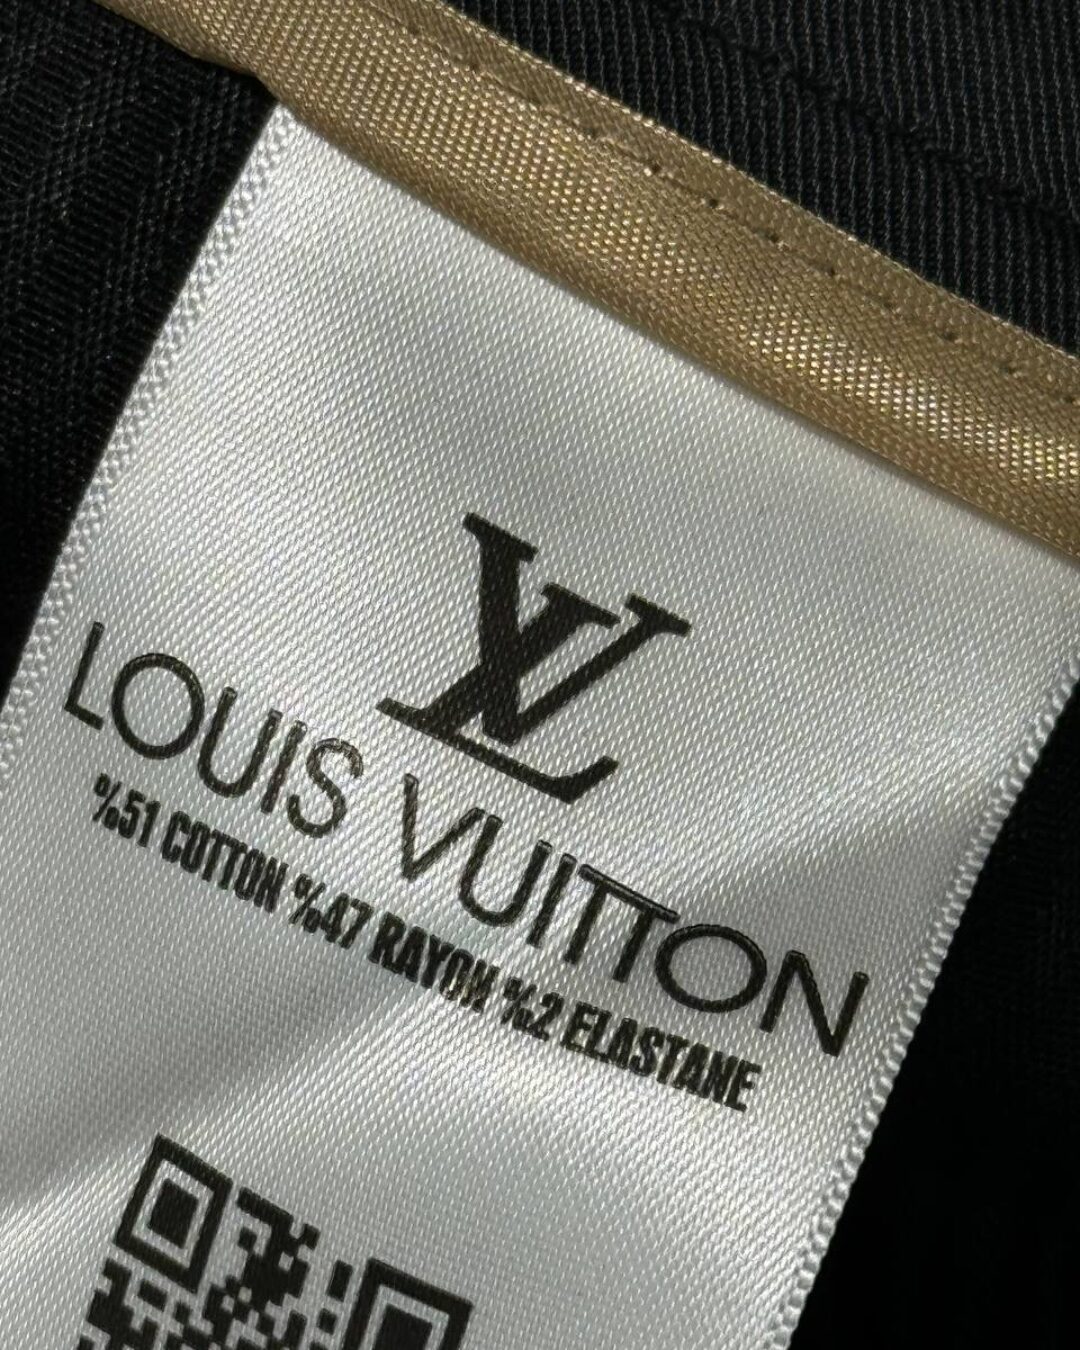 LV
LOUIS VUITTON
%51 COTTON %47 RAYON %2 ELASTANE